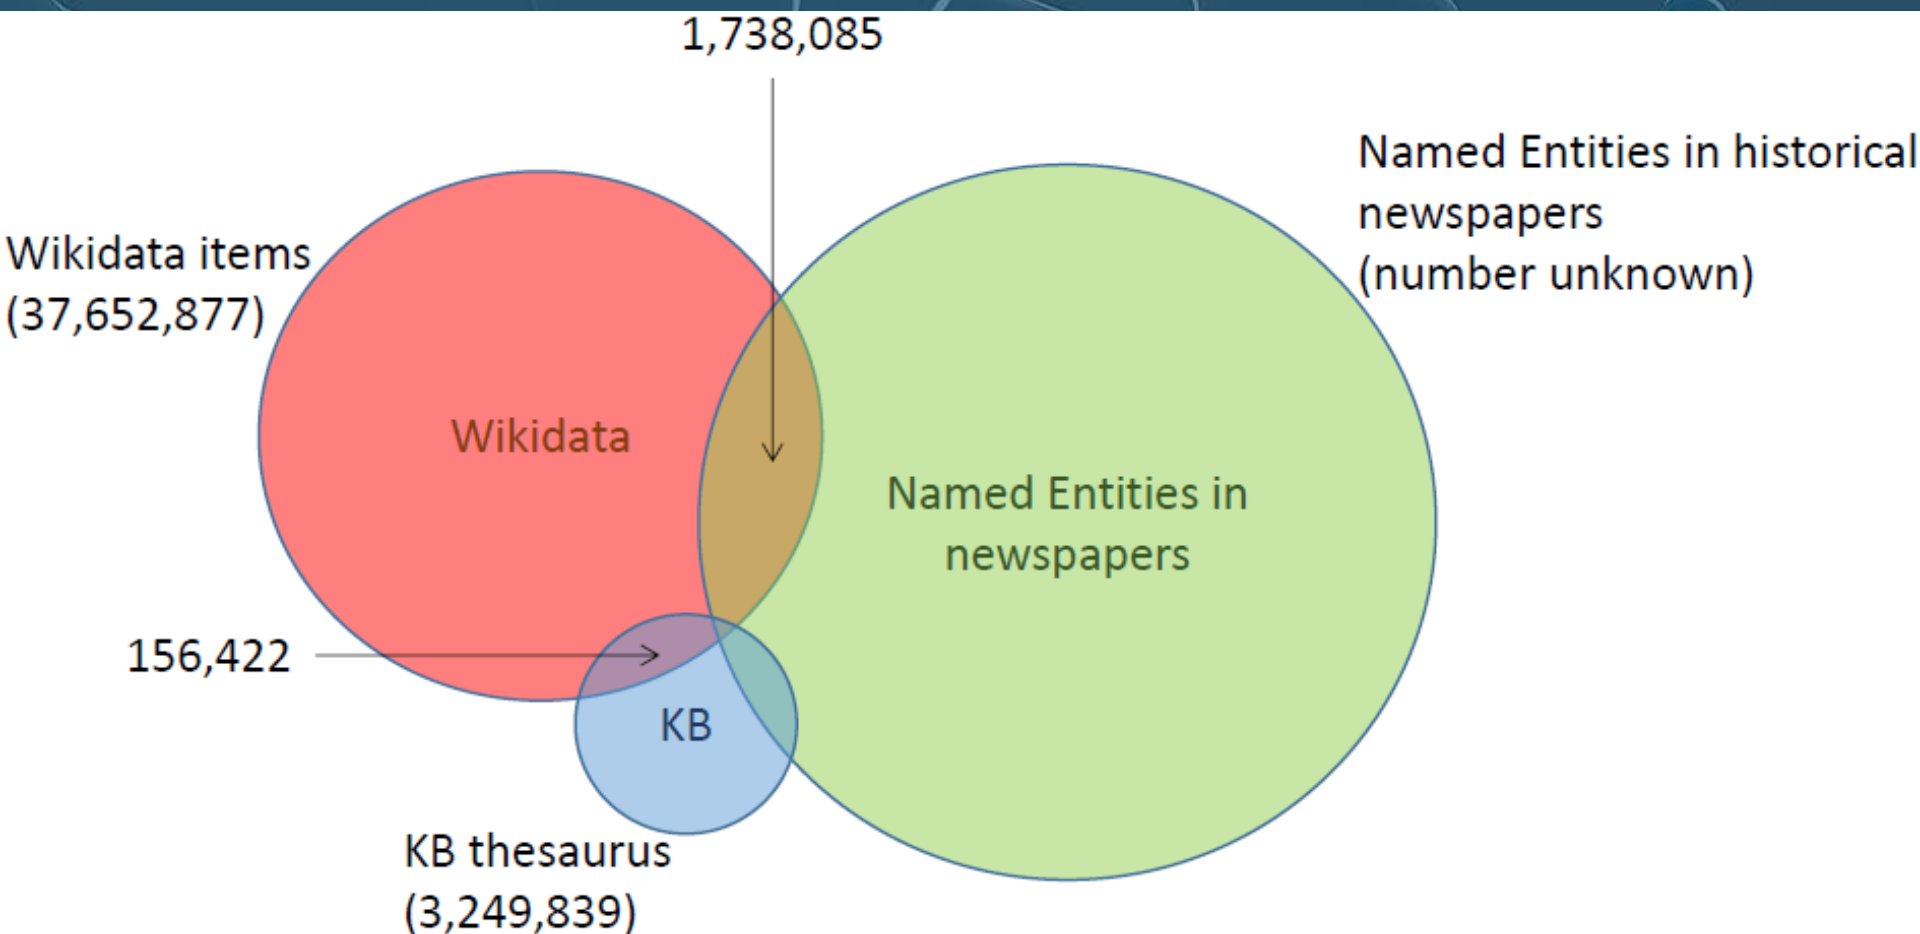 1,738,085
Named Entities in historical
newspapers
(number unknown)
Wikidata items
(37,652,877)
Wikidata
Named Entities in
newspapers
156,422
KB
KB thesaurus
(3,249,839)